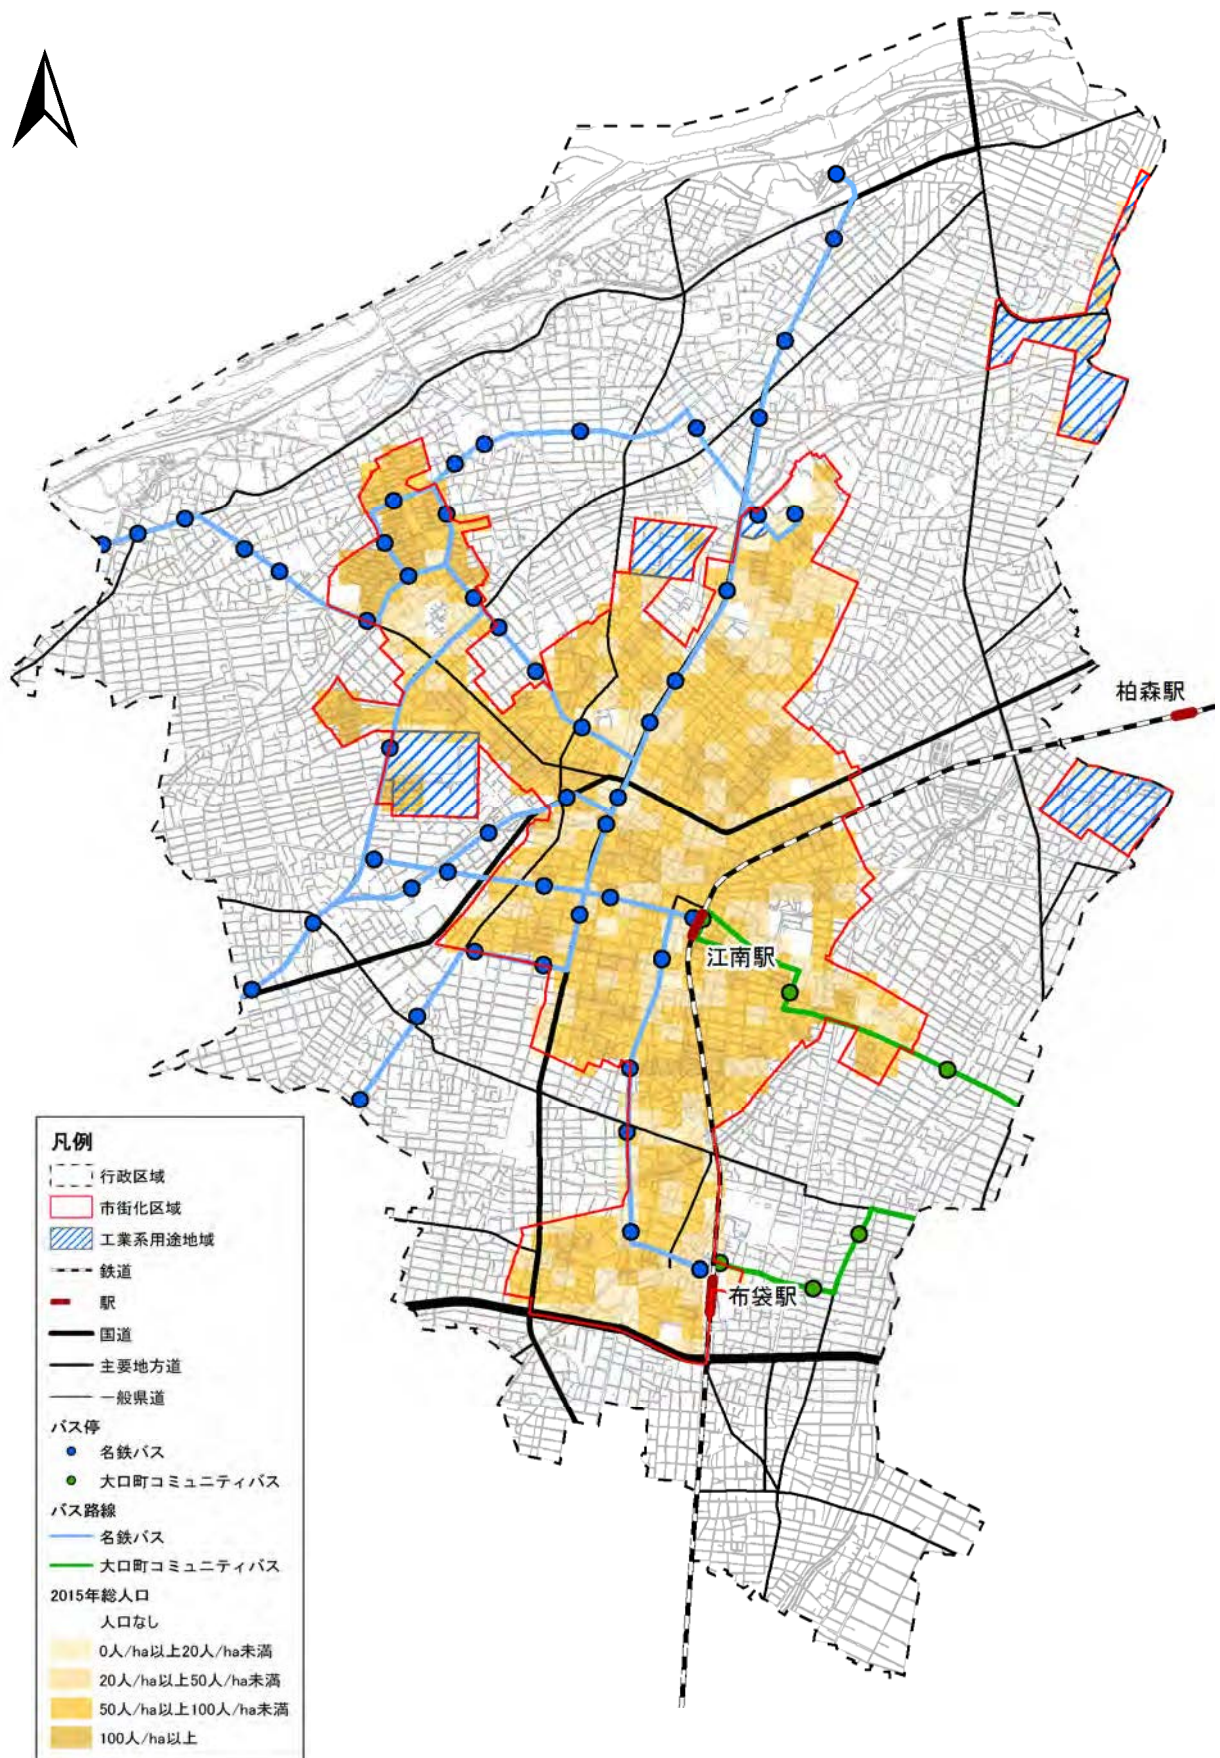 柏森駅
江南駅
布袋駅
凡例
行政区域
市街化区域
工業系用途地域
鉄道
駅
国道
主要地方道
一般県道
バス停
名鉄バス
大口町コミュニティバス
バス路線
名鉄バス
大口町コミュニティバス
2015年総人口
人口なし
0人/ha以上20人/ha未満
20人/ha以上50人/ha未満
50人/ha以上100人/ha未満
100人/ha以上